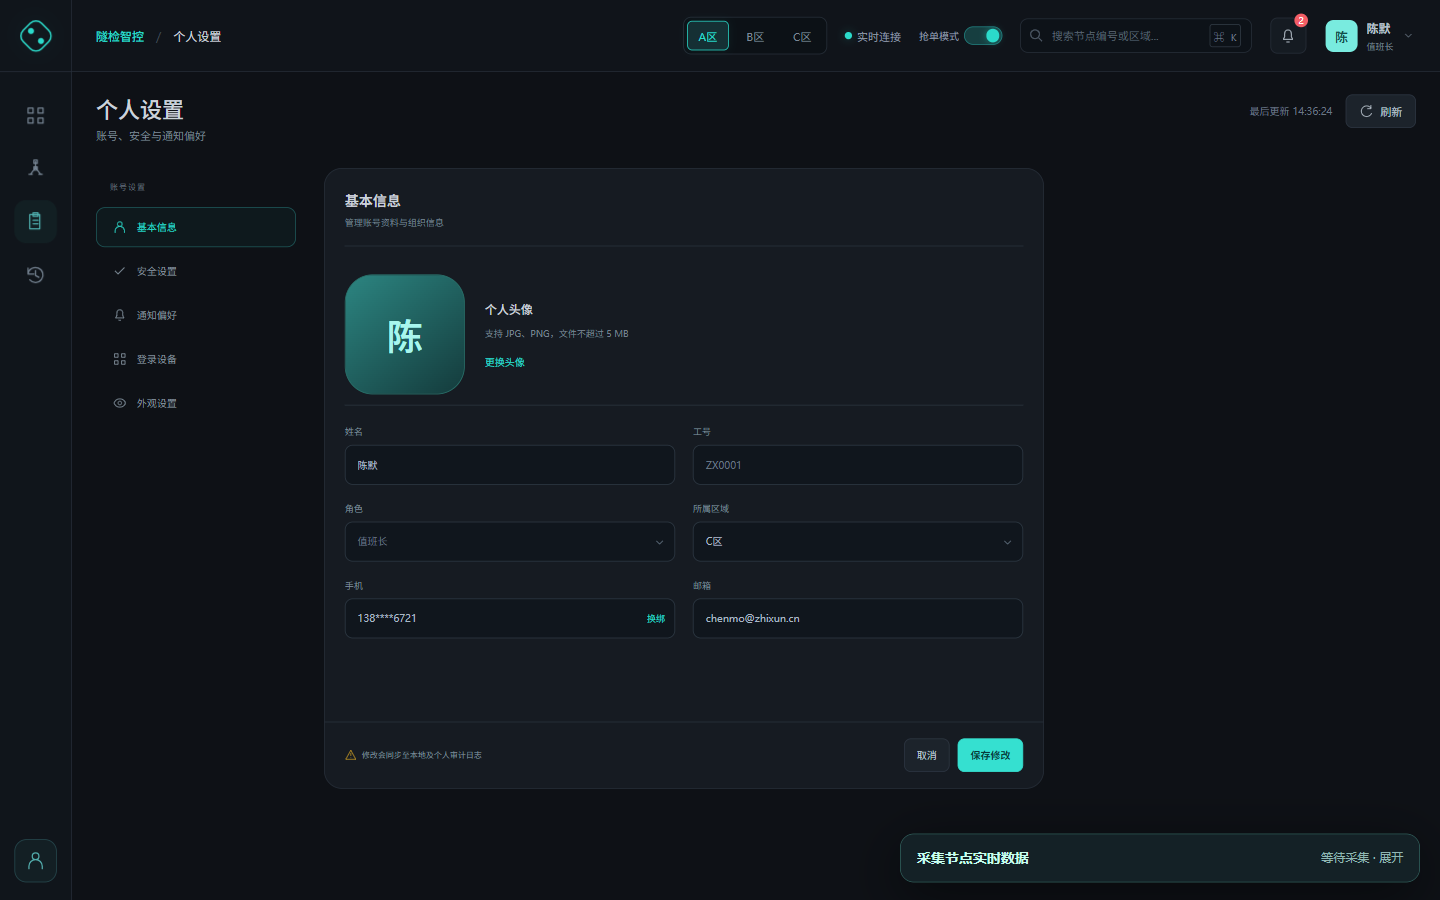 隧检智控 / 个人设置
A区 B区 C区
实时连接
抢单模式
搜索节点编号或区域...
⌘ K
2
陈
陈默
值班长
个人设置
账号、安全与通知偏好
最后更新 14:36:24
刷新
账号设置
基本信息
安全设置
通知偏好
登录设备
外观设置
基本信息
管理账号资料与组织信息
陈
个人头像
支持 JPG、PNG，文件不超过 5 MB
更换头像
姓名
陈默
工号
ZX0001
角色
值班长
所属区域
C区
手机
138****6721
换绑
邮箱
chenmo@zhixun.cn
修改会同步至本地及个人审计日志
取消
保存修改
采集节点实时数据
等待采集 · 展开